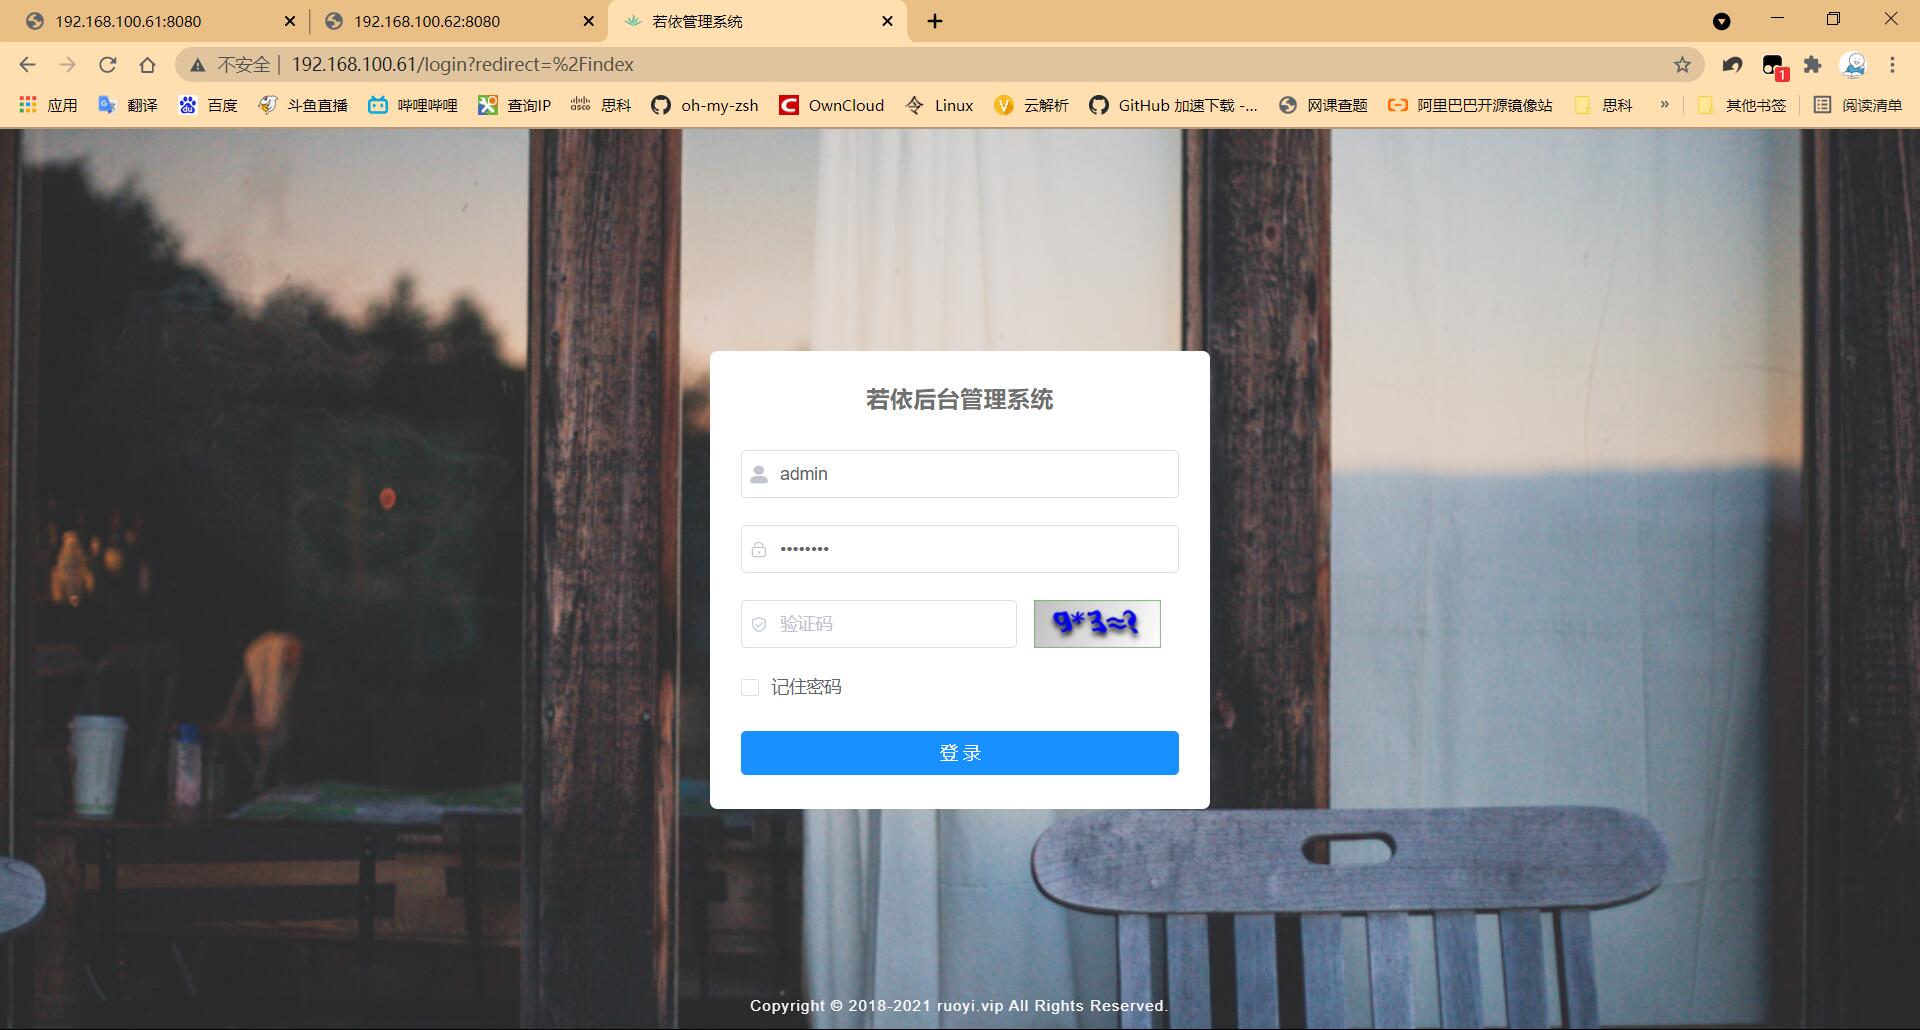 192.168.100.61:8080
192.168.100.62:8080
若依管理系统
不安全 | 192.168.100.61/login?redirect=%2Findex
1
应用 翻译 百度 斗鱼直播 哔哩哔哩 查询IP 思科 oh-my-zsh OwnCloud Linux 云解析 GitHub 加速下载 -... 网课查题 阿里巴巴开源镜像站 思科 » 其他书签 阅读清单
若依后台管理系统
admin
••••••••
验证码
9*3=?
记住密码
登 录
Copyright © 2018-2021 ruoyi.vip All Rights Reserved.